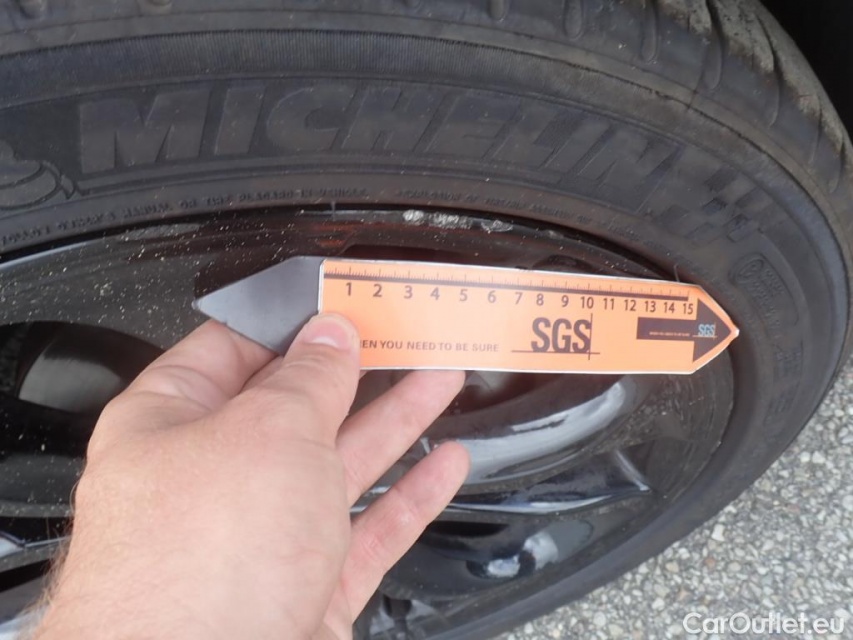 MICHELIN
1 2 3 4 5 6 7 8 9 10 11 12 13 14 15
EN YOU NEED TO BE SURE
SGS
SGS
CarOutlet.eu